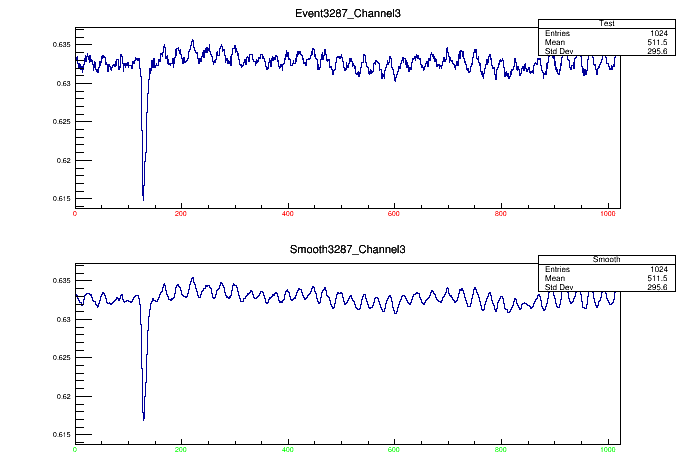 Event3287_Channel3
Test
Entries 1024
Mean 511.5
Std Dev 295.6
0.635
0.63
0.625
0.62
0.615
0 200 400 600 800 1000
Smooth3287_Channel3
Smooth
Entries 1024
Mean 511.5
Std Dev 295.6
0.635
0.63
0.625
0.62
0.615
0 200 400 600 800 1000